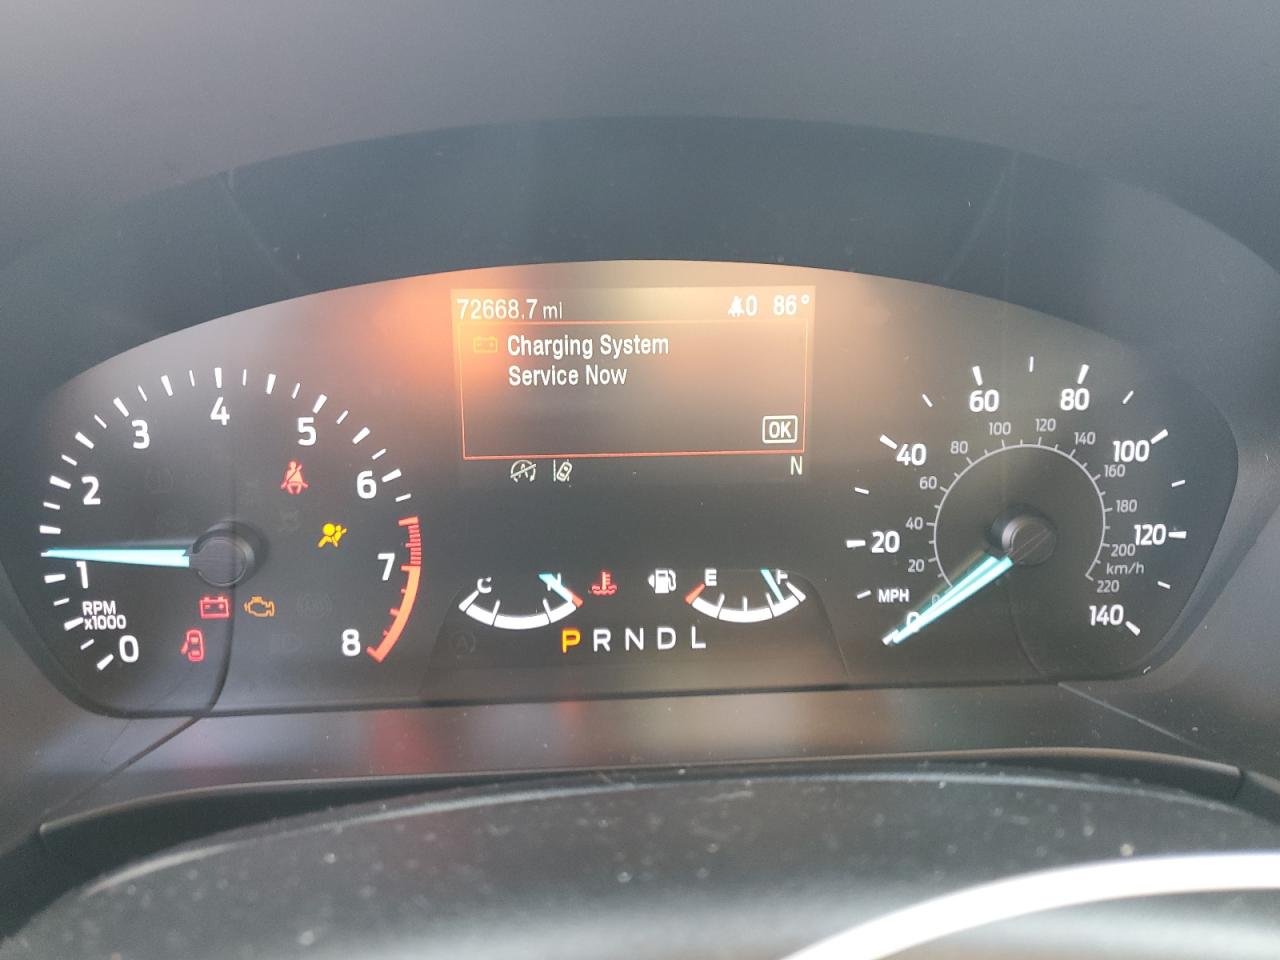 72668.7 mi 0 86°
Charging System
Service Now
OK
N
0 1 2 3 4 5 6 7 8
RPM
x1000
C H E F
P R N D L
0 20 40 60 80 100 120 140
MPH
0 20 40 60 80 100 120 140 160 180 200 220
km/h